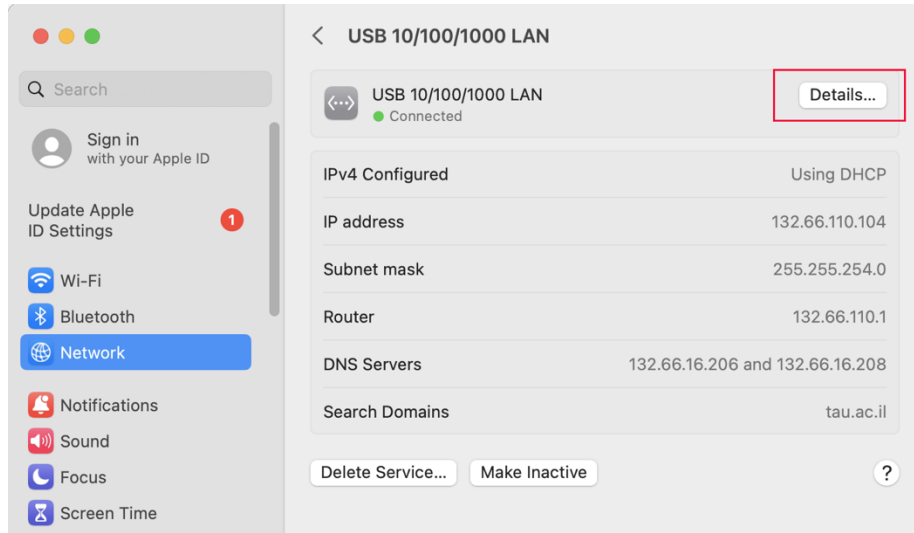 Search
Sign in
with your Apple ID
Update Apple
ID Settings
1
Wi-Fi
Bluetooth
Network
Notifications
Sound
Focus
Screen Time
USB 10/100/1000 LAN
USB 10/100/1000 LAN
Connected
Details...
IPv4 Configured Using DHCP
IP address 132.66.110.104
Subnet mask 255.255.254.0
Router 132.66.110.1
DNS Servers 132.66.16.206 and 132.66.16.208
Search Domains tau.ac.il
Delete Service... Make Inactive ?